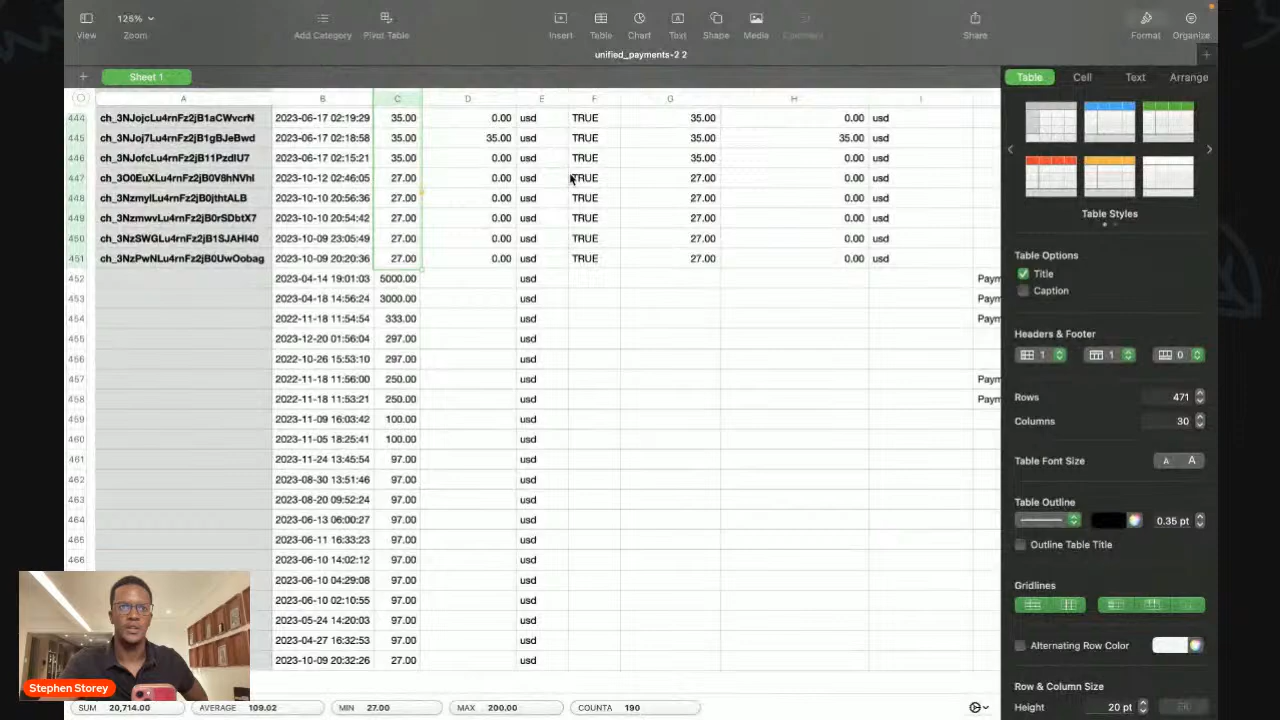 View
125%
Zoom
Add Category
Pivot Table
Insert
Table
Chart
Text
Shape
Media
Comment
Share
Format
Organize
unified_payments-2 2
Sheet 1
Table Cell Text Arrange
A B C D E F G H I
444 ch_3NJojcLu4rnFz2jB1aCWvcrN 2023-06-17 02:19:29 35.00 0.00 usd TRUE 35.00 0.00 usd
445 ch_3NJoj7Lu4rnFz2jB1gBJeBwd 2023-06-17 02:18:58 35.00 35.00 usd TRUE 35.00 35.00 usd
446 ch_3NJofcLu4rnFz2jB11PzdIU7 2023-06-17 02:15:21 35.00 0.00 usd TRUE 35.00 0.00 usd
447 ch_3O0EuXLu4rnFz2jB0V8hNVhI 2023-10-12 02:46:05 27.00 0.00 usd TRUE 27.00 0.00 usd
448 ch_3NzmylLu4rnFz2jB0jthtALB 2023-10-10 20:56:36 27.00 0.00 usd TRUE 27.00 0.00 usd
449 ch_3NzmwvLu4rnFz2jB0rSDbtX7 2023-10-10 20:54:42 27.00 0.00 usd TRUE 27.00 0.00 usd
450 ch_3NzSWGLu4rnFz2jB1SJAHI40 2023-10-09 23:05:49 27.00 0.00 usd TRUE 27.00 0.00 usd
451 ch_3NzPwNLu4rnFz2jB0UwOobag 2023-10-09 20:20:36 27.00 0.00 usd TRUE 27.00 0.00 usd
452 2023-04-14 19:01:03 5000.00 usd Paym
453 2023-04-18 14:56:24 3000.00 usd Paym
454 2022-11-18 11:54:54 333.00 usd Paym
455 2023-12-20 01:56:04 297.00 usd
456 2022-10-26 15:53:10 297.00 usd
457 2022-11-18 11:56:00 250.00 usd Paym
458 2022-11-18 11:53:21 250.00 usd Paym
459 2023-11-09 16:03:42 100.00 usd
460 2023-11-05 18:25:41 100.00 usd
461 2023-11-24 13:45:54 97.00 usd
462 2023-08-30 13:51:46 97.00 usd
463 2023-08-20 09:52:24 97.00 usd
464 2023-06-13 06:00:27 97.00 usd
465 2023-06-11 16:33:23 97.00 usd
466 2023-06-10 14:02:12 97.00 usd
2023-06-10 04:29:08 97.00 usd
2023-06-10 02:10:55 97.00 usd
2023-05-24 14:20:03 97.00 usd
2023-04-27 16:32:53 97.00 usd
2023-10-09 20:32:26 27.00 usd
Table Styles
Table Options
Title
Caption
Headers & Footer
1 1 0
Rows 471
Columns 30
Table Font Size A A
Table Outline
0.35 pt
Outline Table Title
Gridlines
Alternating Row Color
Row & Column Size
Height 20 pt Fit
Stephen Storey
SUM 20,714.00 AVERAGE 109.02 MIN 27.00 MAX 200.00 COUNTA 190